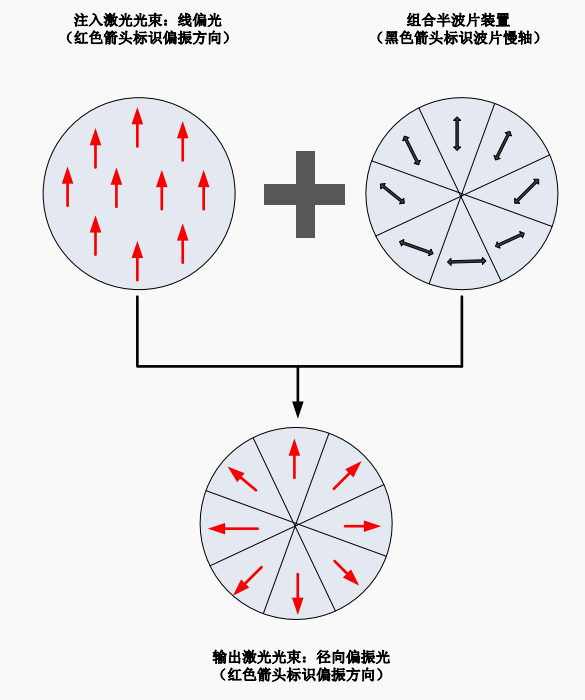 注入激光光束：线偏光
（红色箭头标识偏振方向）
组合半波片装置
（黑色箭头标识波片慢轴）
输出激光光束：径向偏振光
（红色箭头标识偏振方向）